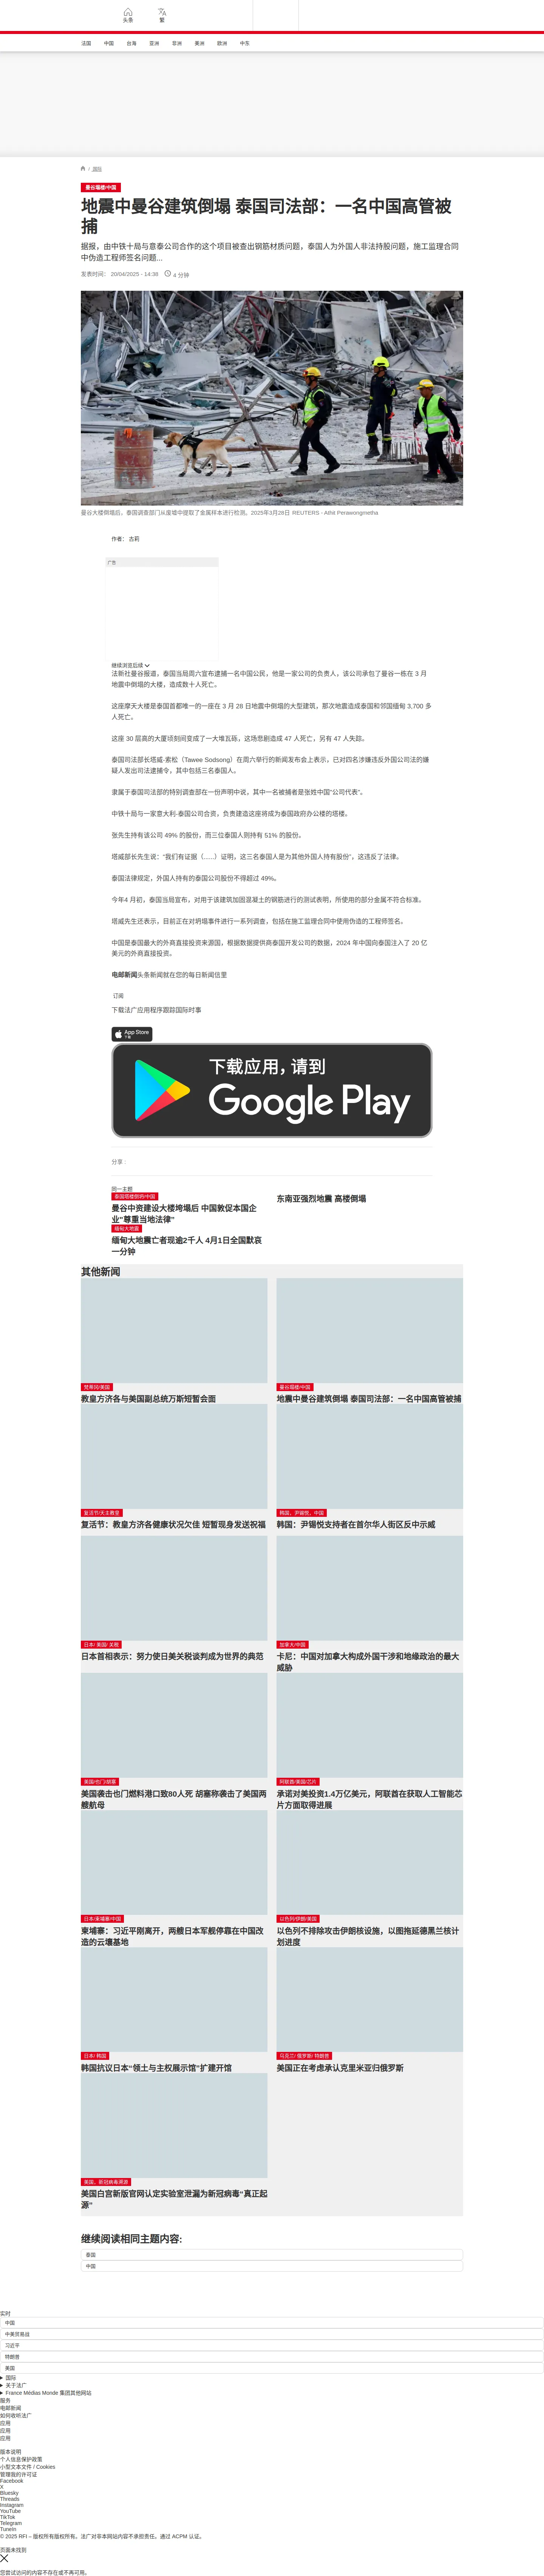 头条
繁
法国 中国 台海 亚洲 非洲 美洲 欧洲 中东
/ 国际
曼谷塌楼/中国
地震中曼谷建筑倒塌 泰国司法部：一名中国高管被
捕
据报，由中铁十局与意泰公司合作的这个项目被查出钢筋材质问题，泰国人为外国人非法持股问题，施工监理合同
中伪造工程师签名问题...
发表时间： 20/04/2025 - 14:38 4 分钟
曼谷大楼倒塌后，泰国调查部门从废墟中提取了金属样本进行检测。2025年3月29日 REUTERS - Athit Perawongmetha
作者： 古莉
广告
继续浏览后续
法新社曼谷报道，泰国当局周六宣布逮捕一名中国公民，他是一家公司的负责人，该公司承包了曼谷一栋在 3 月
地震中倒塌的大楼，造成数十人死亡。
这座摩天大楼是泰国首都唯一的一座在 3 月 28 日地震中倒塌的大型建筑，那次地震造成泰国和邻国缅甸 3,700 多
人死亡。
这座 30 层高的大厦顷刻间变成了一大堆瓦砾，这场悲剧造成 47 人死亡，另有 47 人失踪。
泰国司法部长塔威-索松（Tawee Sodsong）在周六举行的新闻发布会上表示，已对四名涉嫌违反外国公司法的嫌
疑人发出司法逮捕令，其中包括三名泰国人。
隶属于泰国司法部的特别调查部在一份声明中说，其中一名被捕者是张姓中国"公司代表"。
中铁十局与一家意大利-泰国公司合资，负责建造这座将成为泰国政府办公楼的塔楼。
张先生持有该公司 49% 的股份，而三位泰国人则持有 51% 的股份。
塔威部长先生说："我们有证据（......）证明，这三名泰国人是为其他外国人持有股份"，这违反了法律。
泰国法律规定，外国人持有的泰国公司股份不得超过 49%。
今年4 月初，泰国当局宣布，对用于该建筑加固混凝土的钢筋进行的测试表明，所使用的部分金属不符合标准。
塔威先生还表示，目前正在对坍塌事件进行一系列调查，包括在施工监理合同中使用伪造的工程师签名。
中国是泰国最大的外商直接投资来源国，根据数据提供商泰国开发公司的数据，2024 年中国向泰国注入了 20 亿
美元的外商直接投资。
电邮新闻头条新闻就在您的每日新闻信里
订阅
下载法广应用程序跟踪国际时事
App Store
下载应用，请到
Google Play
分享 :
同一主题
泰国塔楼倒坍/中国
曼谷中资建设大楼垮塌后 中国敦促本国企
业"尊重当地法律"
东南亚强烈地震 高楼倒塌
缅甸大地震
缅甸大地震亡者现逾2千人 4月1日全国默哀
一分钟
其他新闻
梵蒂冈/美国
教皇方济各与美国副总统万斯短暂会面
曼谷塌楼/中国
地震中曼谷建筑倒塌 泰国司法部：一名中国高管被捕
复活节/天主教堂
复活节：教皇方济各健康状况欠佳 短暂现身发送祝福
韩国，尹锡悦，中国
韩国：尹锡悦支持者在首尔华人街区反中示威
日本/ 美国/ 关税
日本首相表示：努力使日美关税谈判成为世界的典范
加拿大/中国
卡尼：中国对加拿大构成外国干涉和地缘政治的最大
威胁
美国/也门/胡塞
美国袭击也门燃料港口致80人死 胡塞称袭击了美国两
艘航母
阿联酋/美国/芯片
承诺对美投资1.4万亿美元，阿联酋在获取人工智能芯
片方面取得进展
日本/柬埔寨/中国
柬埔寨：习近平刚离开，两艘日本军舰停靠在中国改
造的云壤基地
以色列/伊朗/美国
以色列不排除攻击伊朗核设施，以图拖延德黑兰核计
划进度
日本/ 韩国
韩国抗议日本"领土与主权展示馆"扩建开馆
乌克兰/ 俄罗斯/ 特朗普
美国正在考虑承认克里米亚归俄罗斯
美国，新冠病毒溯源
美国白宫新版官网认定实验室泄漏为新冠病毒"真正起
源"
继续阅读相同主题内容:
泰国
中国
实时
中国
中美贸易战
习近平
特朗普
美国
国际
关于法广
France Médias Monde 集团其他网站
服务
电邮新闻
如何收听法广
应用
应用
应用
版本说明
个人信息保护政策
小型文本文件 / Cookies
管理我的许可证
Facebook
X
Bluesky
Threads
Instagram
YouTube
TikTok
Telegram
TuneIn
© 2025 RFI – 版权所有版权所有。法广对非本网站内容不承担责任。通过 ACPM 认证。
页面未找到
您尝试访问的内容不存在或不再可用。